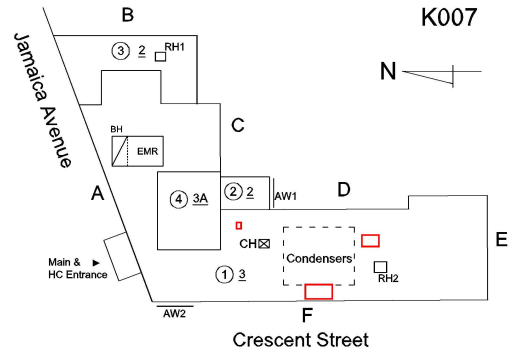 K007
B
③ 2
RH1
Jamaica Avenue
N
BH
EMR
C
A
④ 3A
② 2
AW1
D
E
CH
Condensers
Main &
HC Entrance
① 3
RH2
AW2
F
Crescent Street